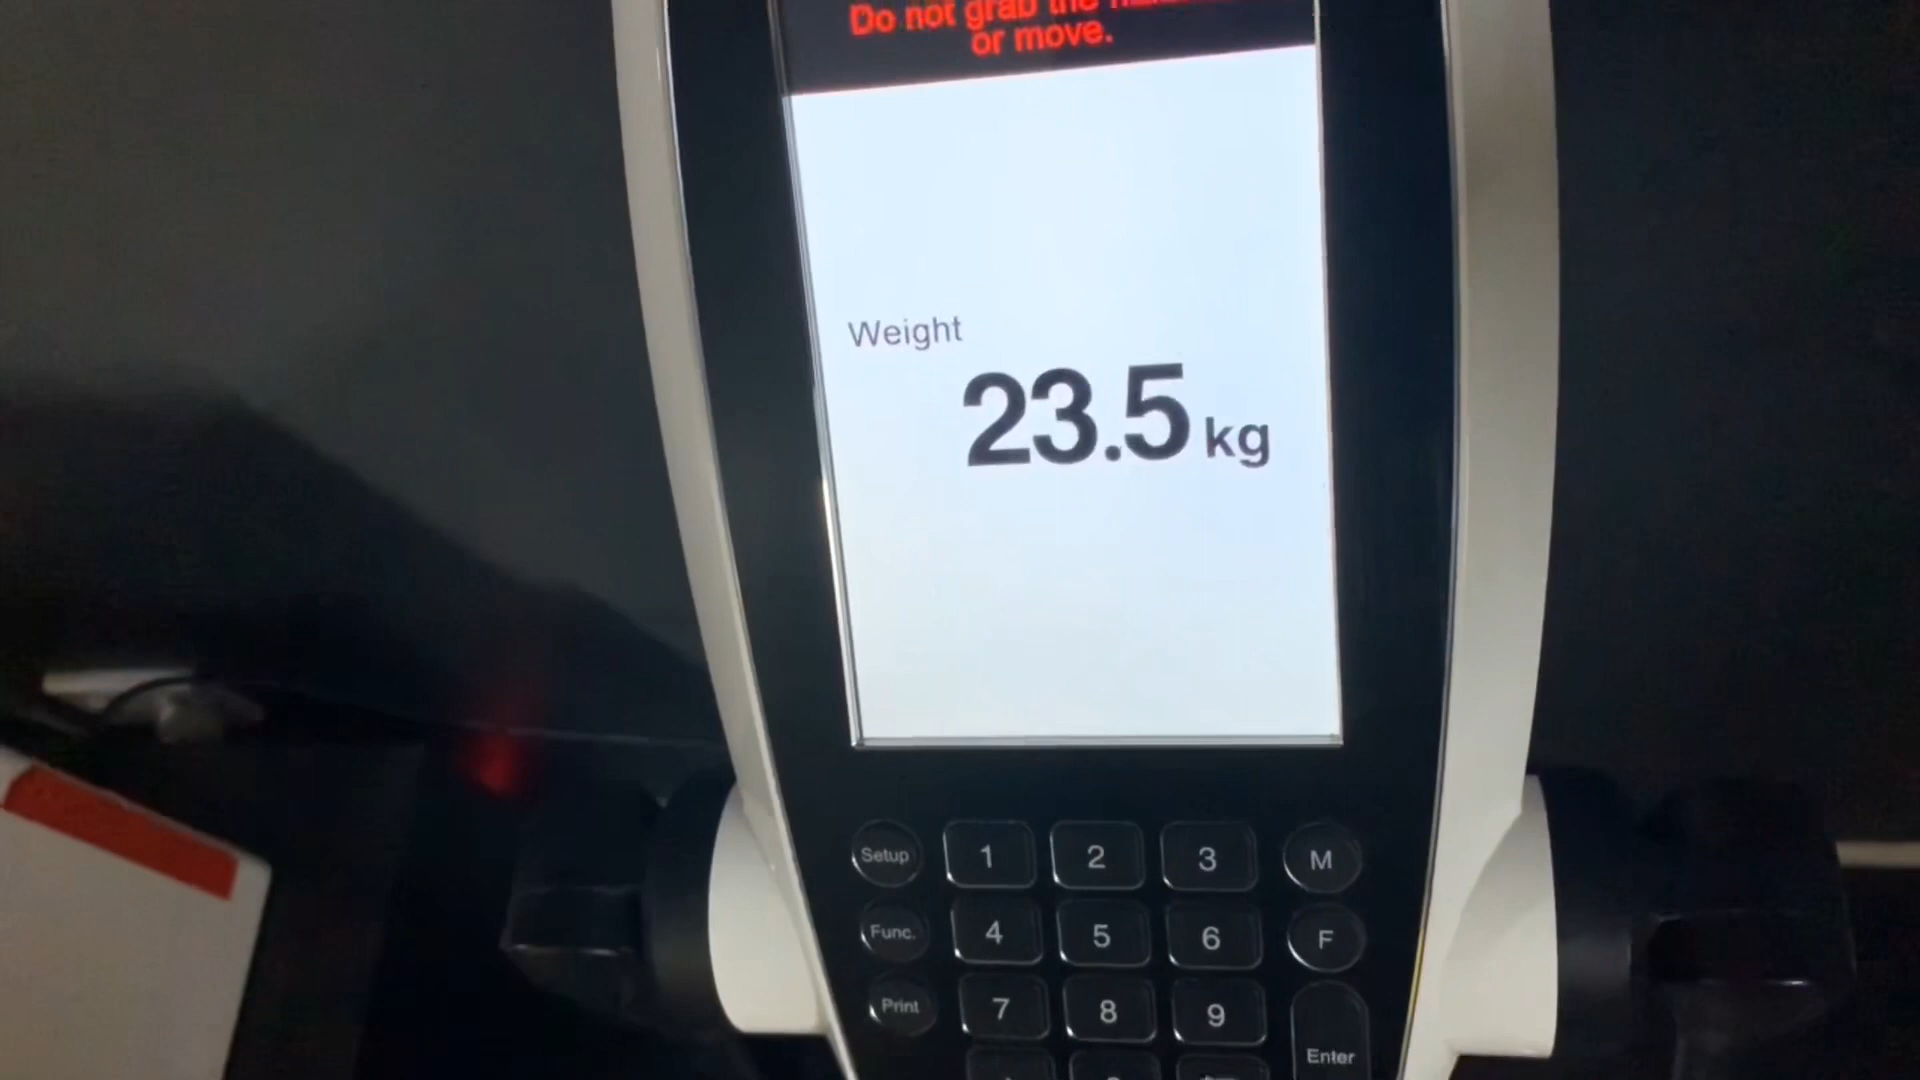 Do not grab the
or move.
Weight
23.5 kg
Setup 1 2 3 M
Func. 4 5 6 F
Print 7 8 9
Enter